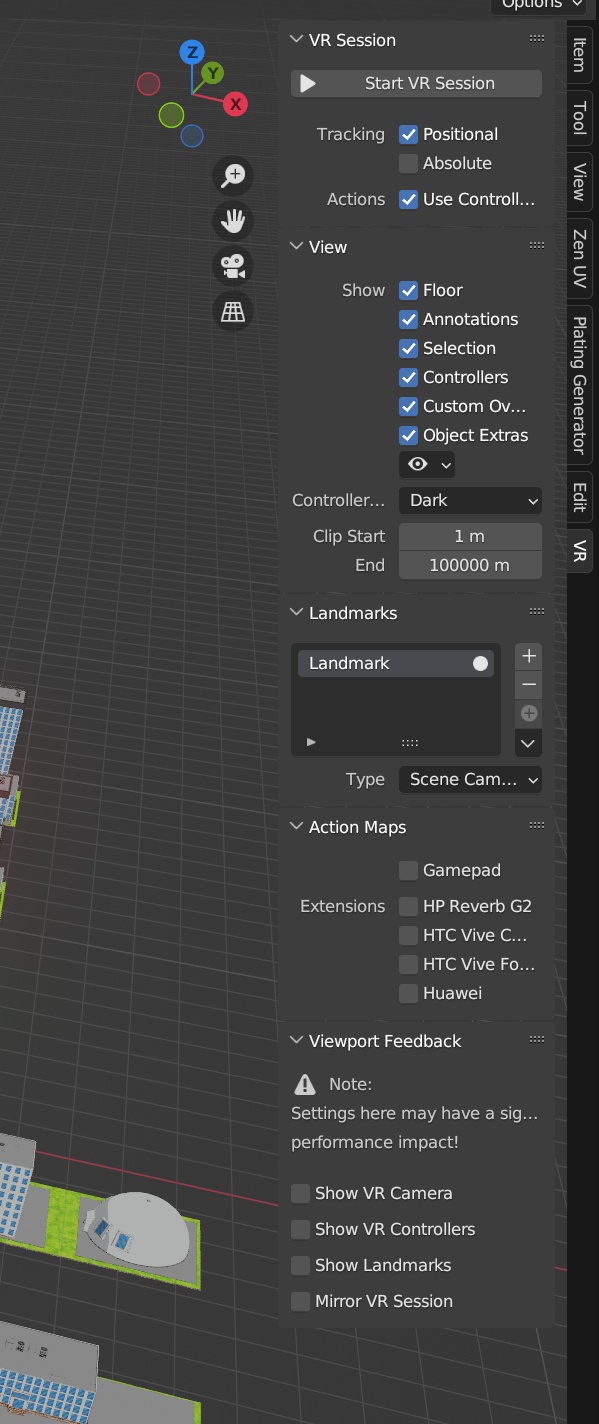 Options
Item
Tool
View
Zen UV
Plating Generator
Edit
VR
Z
Y
X
VR Session
Start VR Session
Tracking Positional
Absolute
Actions Use Controll...
View
Show Floor
Annotations
Selection
Controllers
Custom Ov...
Object Extras
Controller... Dark
Clip Start 1 m
End 100000 m
Landmarks
Landmark
Type Scene Cam...
Action Maps
Gamepad
Extensions HP Reverb G2
HTC Vive C...
HTC Vive Fo...
Huawei
Viewport Feedback
Note:
Settings here may have a sig...
performance impact!
Show VR Camera
Show VR Controllers
Show Landmarks
Mirror VR Session